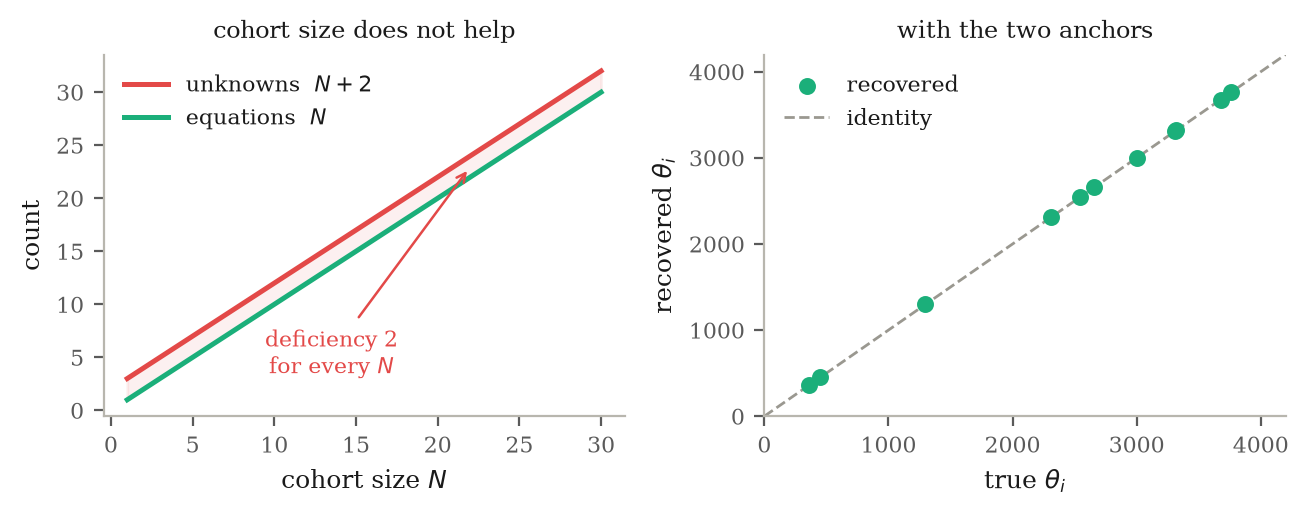 cohort size does not help
unknowns N + 2
equations N
deficiency 2
for every N
count
0
5
10
15
20
25
30
0
5
10
15
20
25
30
cohort size N
with the two anchors
recovered
identity
recovered θi
0
1000
2000
3000
4000
0
1000
2000
3000
4000
true θi